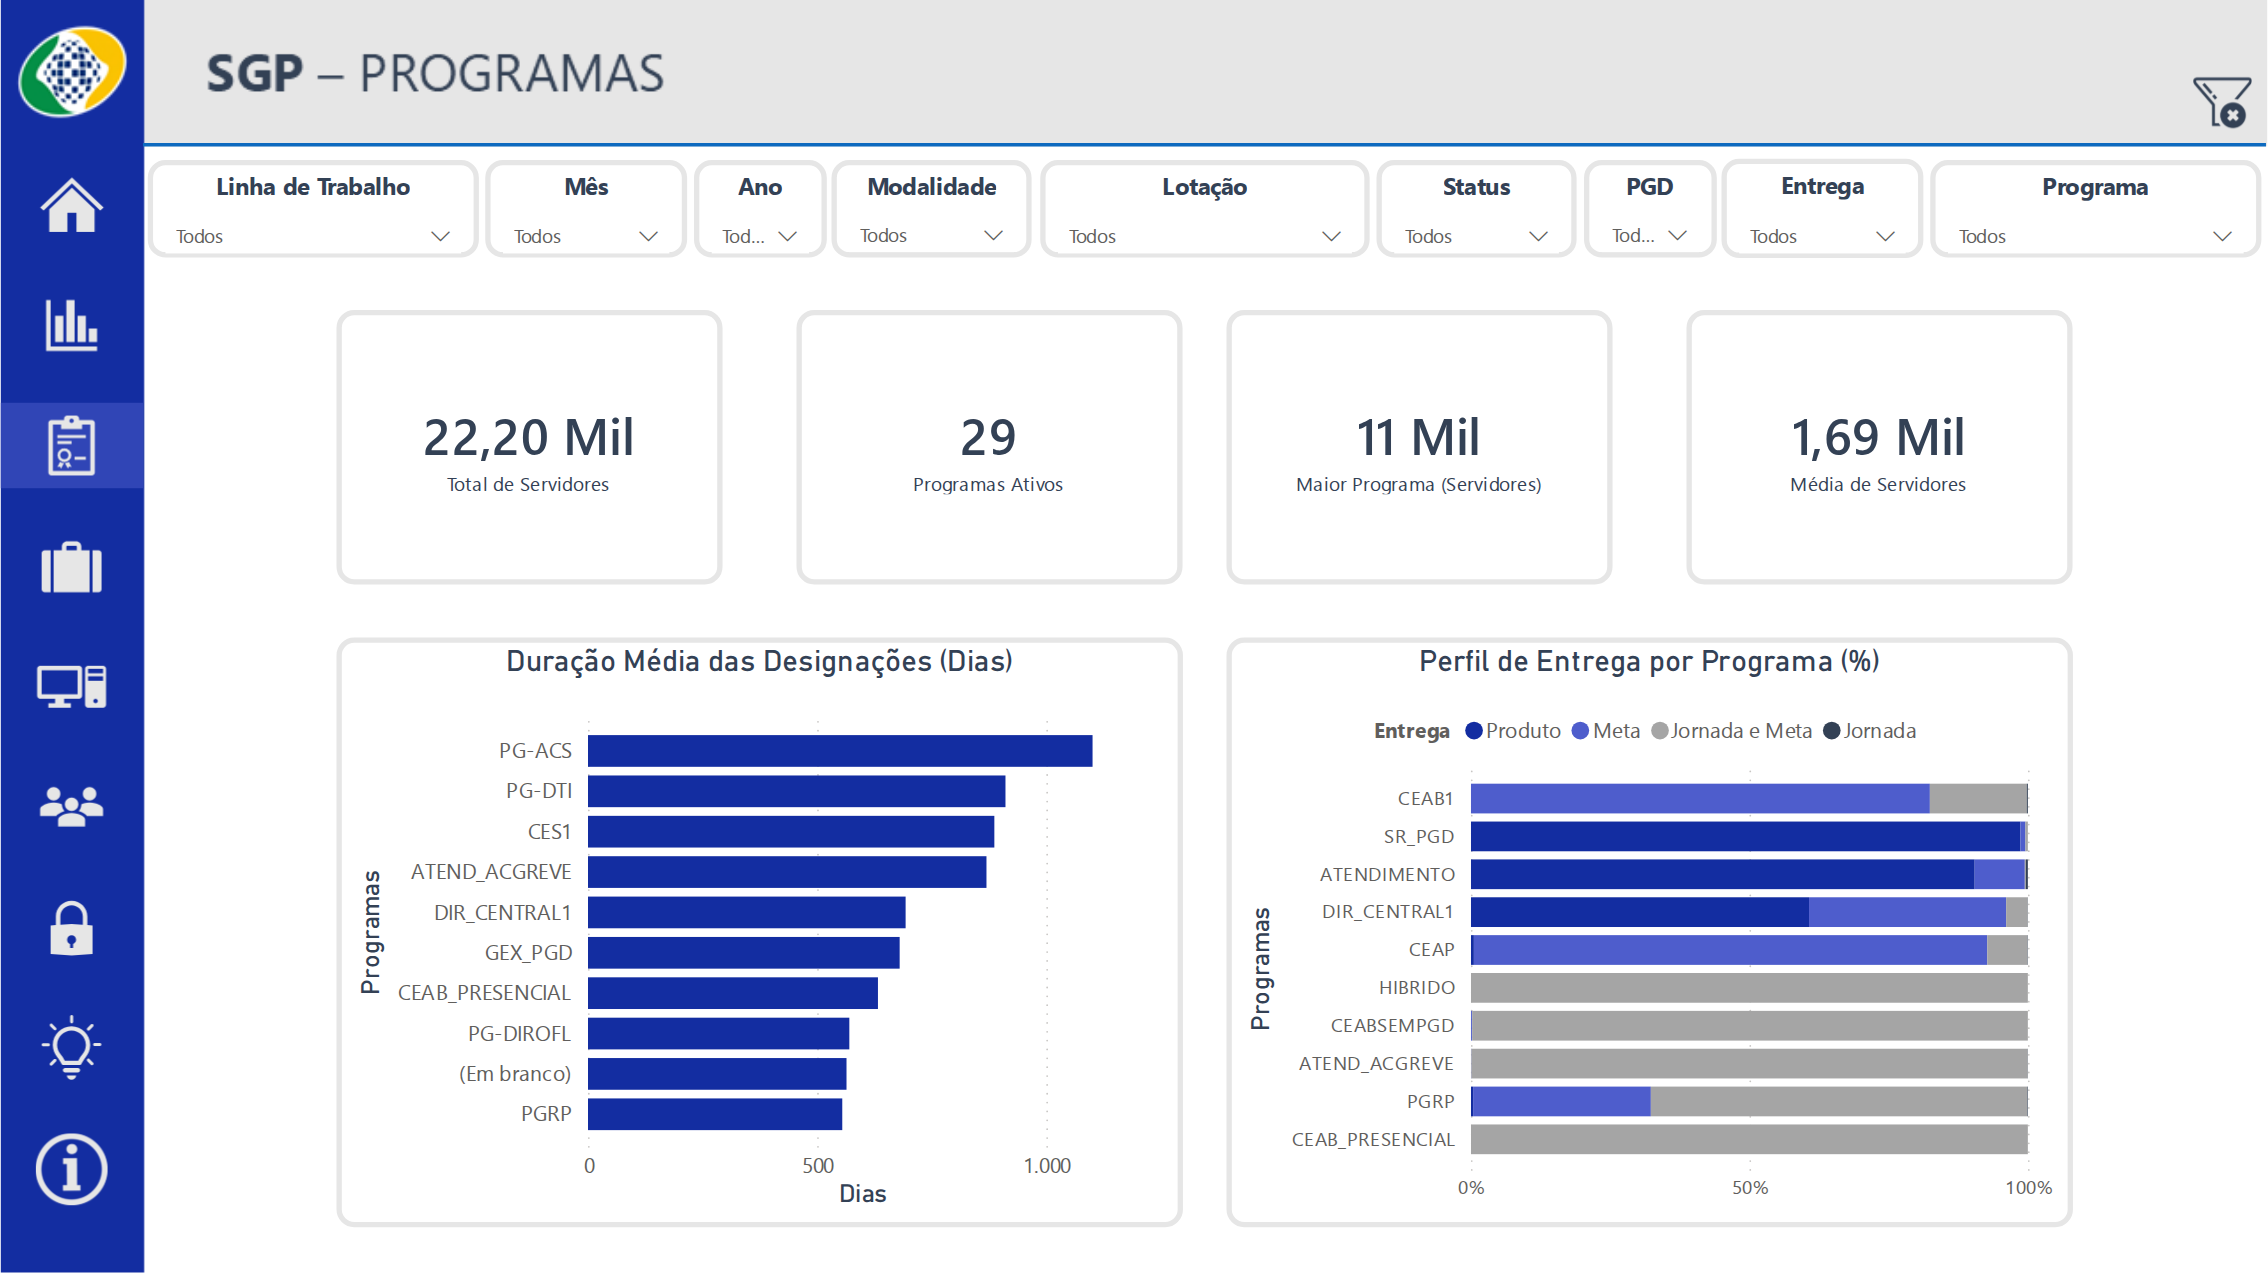 SGP – PROGRAMAS
Linha de Trabalho
Todos
Mês
Todos
Ano
Tod...
Modalidade
Todos
Lotação
Todos
Status
Todos
PGD
Tod...
Entrega
Todos
Programa
Todos
22,20 Mil
Total de Servidores
29
Programas Ativos
11 Mil
Maior Programa (Servidores)
1,69 Mil
Média de Servidores
Duração Média das Designações (Dias)
Programas
PG-ACS
PG-DTI
CES1
ATEND_ACGREVE
DIR_CENTRAL1
GEX_PGD
CEAB_PRESENCIAL
PG-DIROFL
(Em branco)
PGRP
0 500 1.000
Dias
Perfil de Entrega por Programa (%)
Entrega Produto Meta Jornada e Meta Jornada
Programas
CEAB1
SR_PGD
ATENDIMENTO
DIR_CENTRAL1
CEAP
HIBRIDO
CEABSEMPGD
ATEND_ACGREVE
PGRP
CEAB_PRESENCIAL
0% 50% 100%